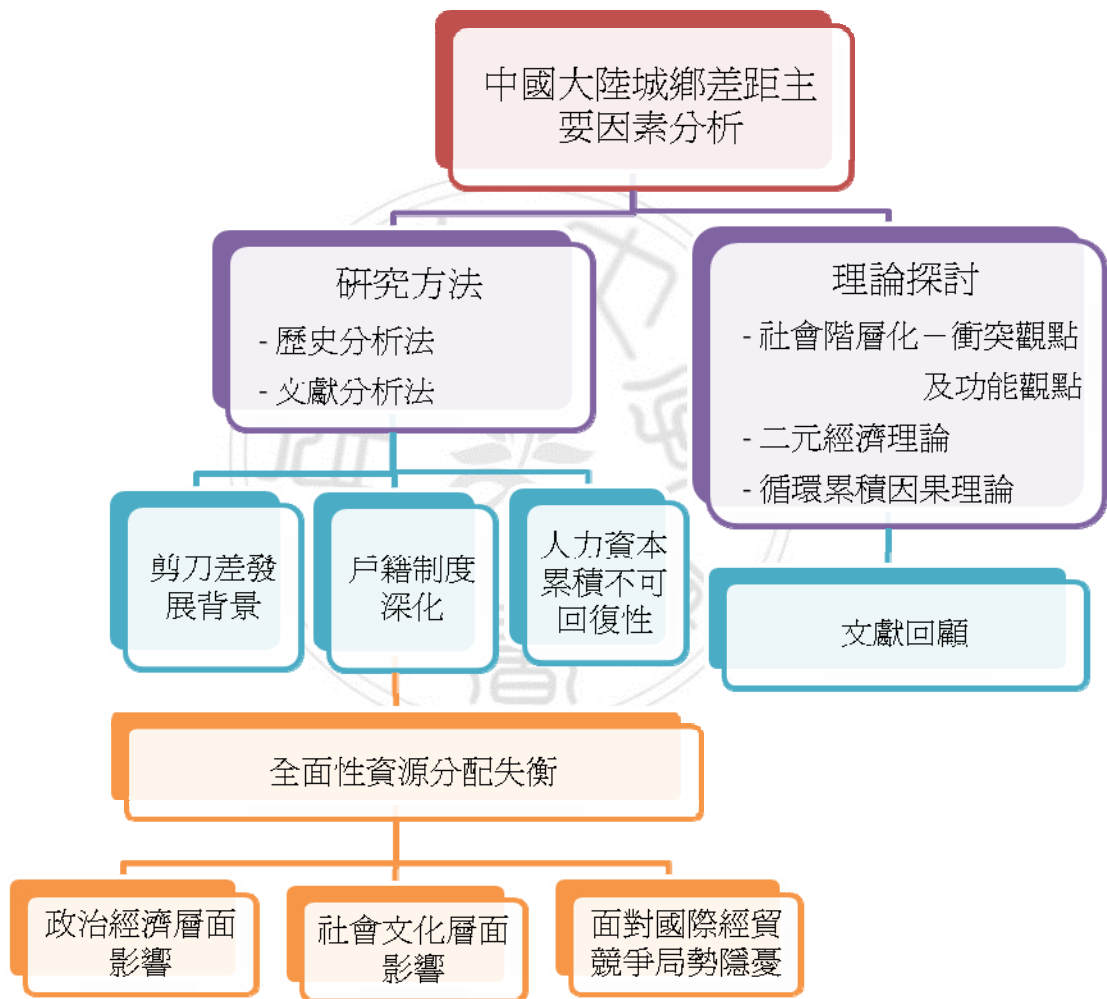 中國大陸城鄉差距主
要因素分析
研究方法
- 歷史分析法
- 文獻分析法
理論探討
- 社會階層化－衝突觀點
及功能觀點
- 二元經濟理論
- 循環累積因果理論
剪刀差發
展背景
戶籍制度
深化
人力資本
累積不可
回復性
文獻回顧
全面性資源分配失衡
政治經濟層面
影響
社會文化層面
影響
面對國際經貿
競爭局勢隱憂